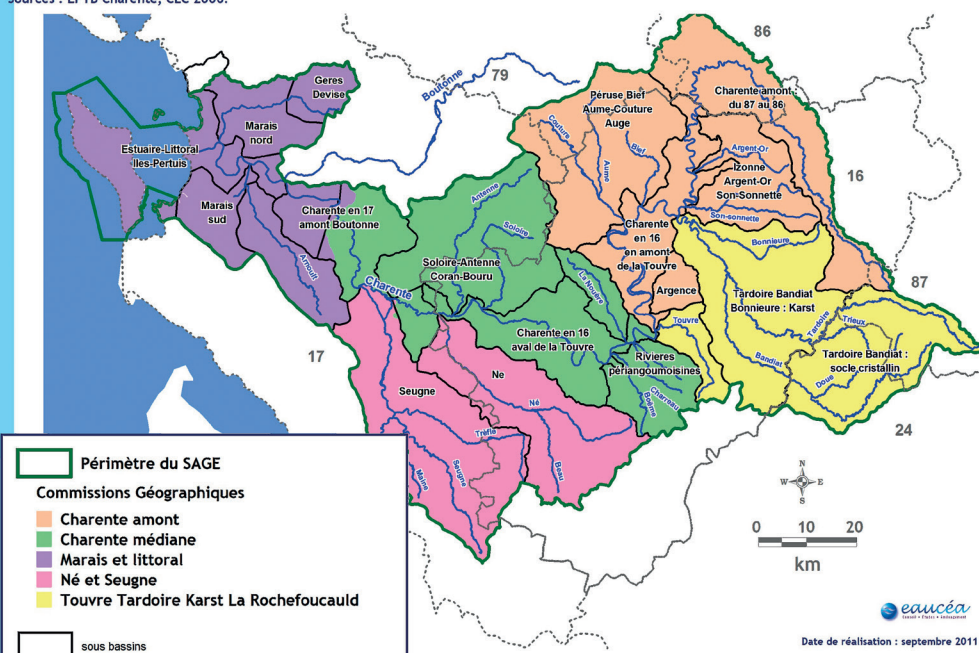 Sources : EPTB Charente, CLC 2006.
86
79
Boutonne
Geres
Devise
Péruse Bief
Aume-Couture
Auge
Charente amont :
du 87 au 86
Marais
nord
Couture
Aume
Bief
Argent-Or
Izonne
Argent-Or
Son-Sonnette
Estuaire-Littoral
Iles-Pertuis
16
Antenne
Marais
sud
Charente en 17
amont Boutonne
Son-sonnette
Soloire
Charente
en 16
en amont
de la Touvre
Bonnieure
Arnoult
Soloire-Antenne
Coran-Bouru
La Nouère
87
Charente
Argence
Tardoire Bandiat
Bonnieure : Karst
Touvre
Tardoire
Trieux
Charente en 16
aval de la Touvre
17
Rivieres
périangoumoisines
Bandiat
Tardoire Bandiat :
socle cristallin
Ne
Seugne
Doue
Charreau
Boëme
Né
24
Trèfle
Périmètre du SAGE
Maine
Seugne
Beau
N
W
E
S
Commissions Géographiques
Charente amont
0 10 20
Charente médiane
km
Marais et littoral
Né et Seugne
Touvre Tardoire Karst La Rochefoucauld
eaucéa
sous bassins
Date de réalisation : septembre 2011